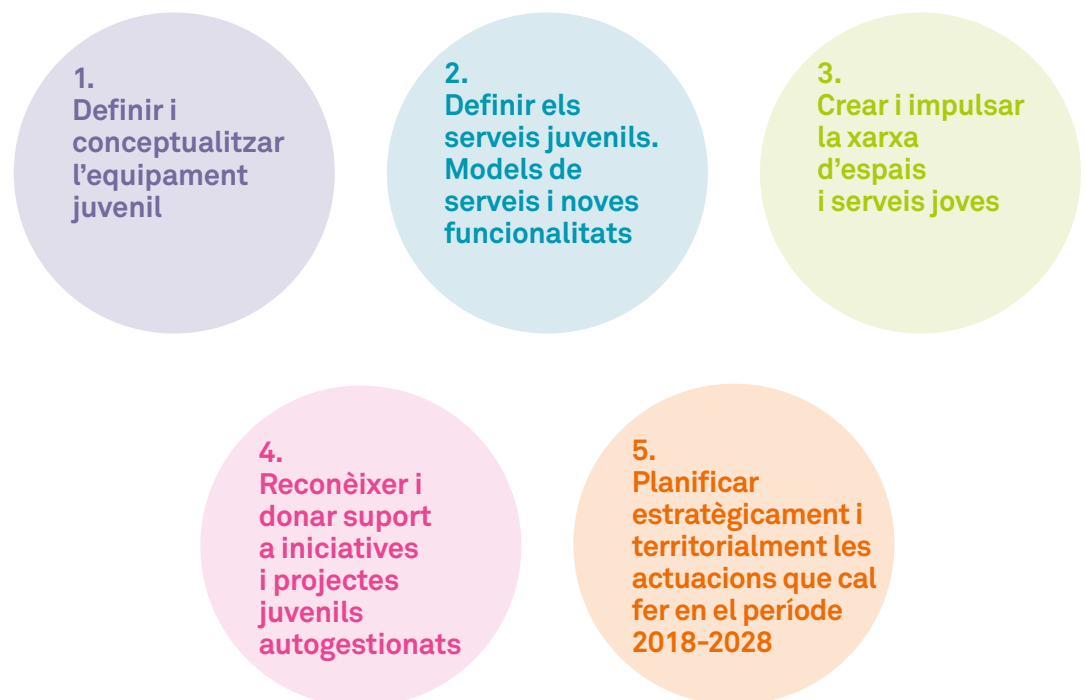 1.
Definir i
conceptualitzar
l’equipament
juvenil
2.
Definir els
serveis juvenils.
Models de
serveis i noves
funcionalitats
3.
Crear i impulsar
la xarxa
d’espais
i serveis joves
4.
Reconèixer i
donar suport
a iniciatives
i projectes
juvenils
autogestionats
5.
Planificar
estratègicament i
territorialment les
actuacions que cal
fer en el període
2018-2028